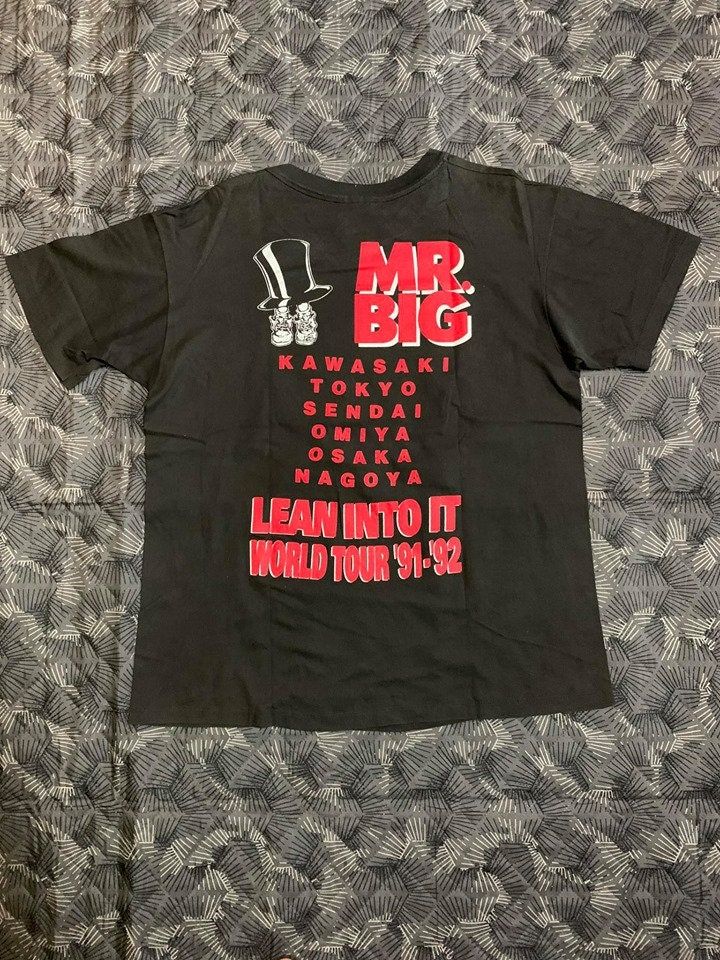 MR.
BIG
KAWASAKI
TOKYO
SENDAI
OMIYA
OSAKA
NAGOYA
LEAN INTO IT
WORLD TOUR '91-'92